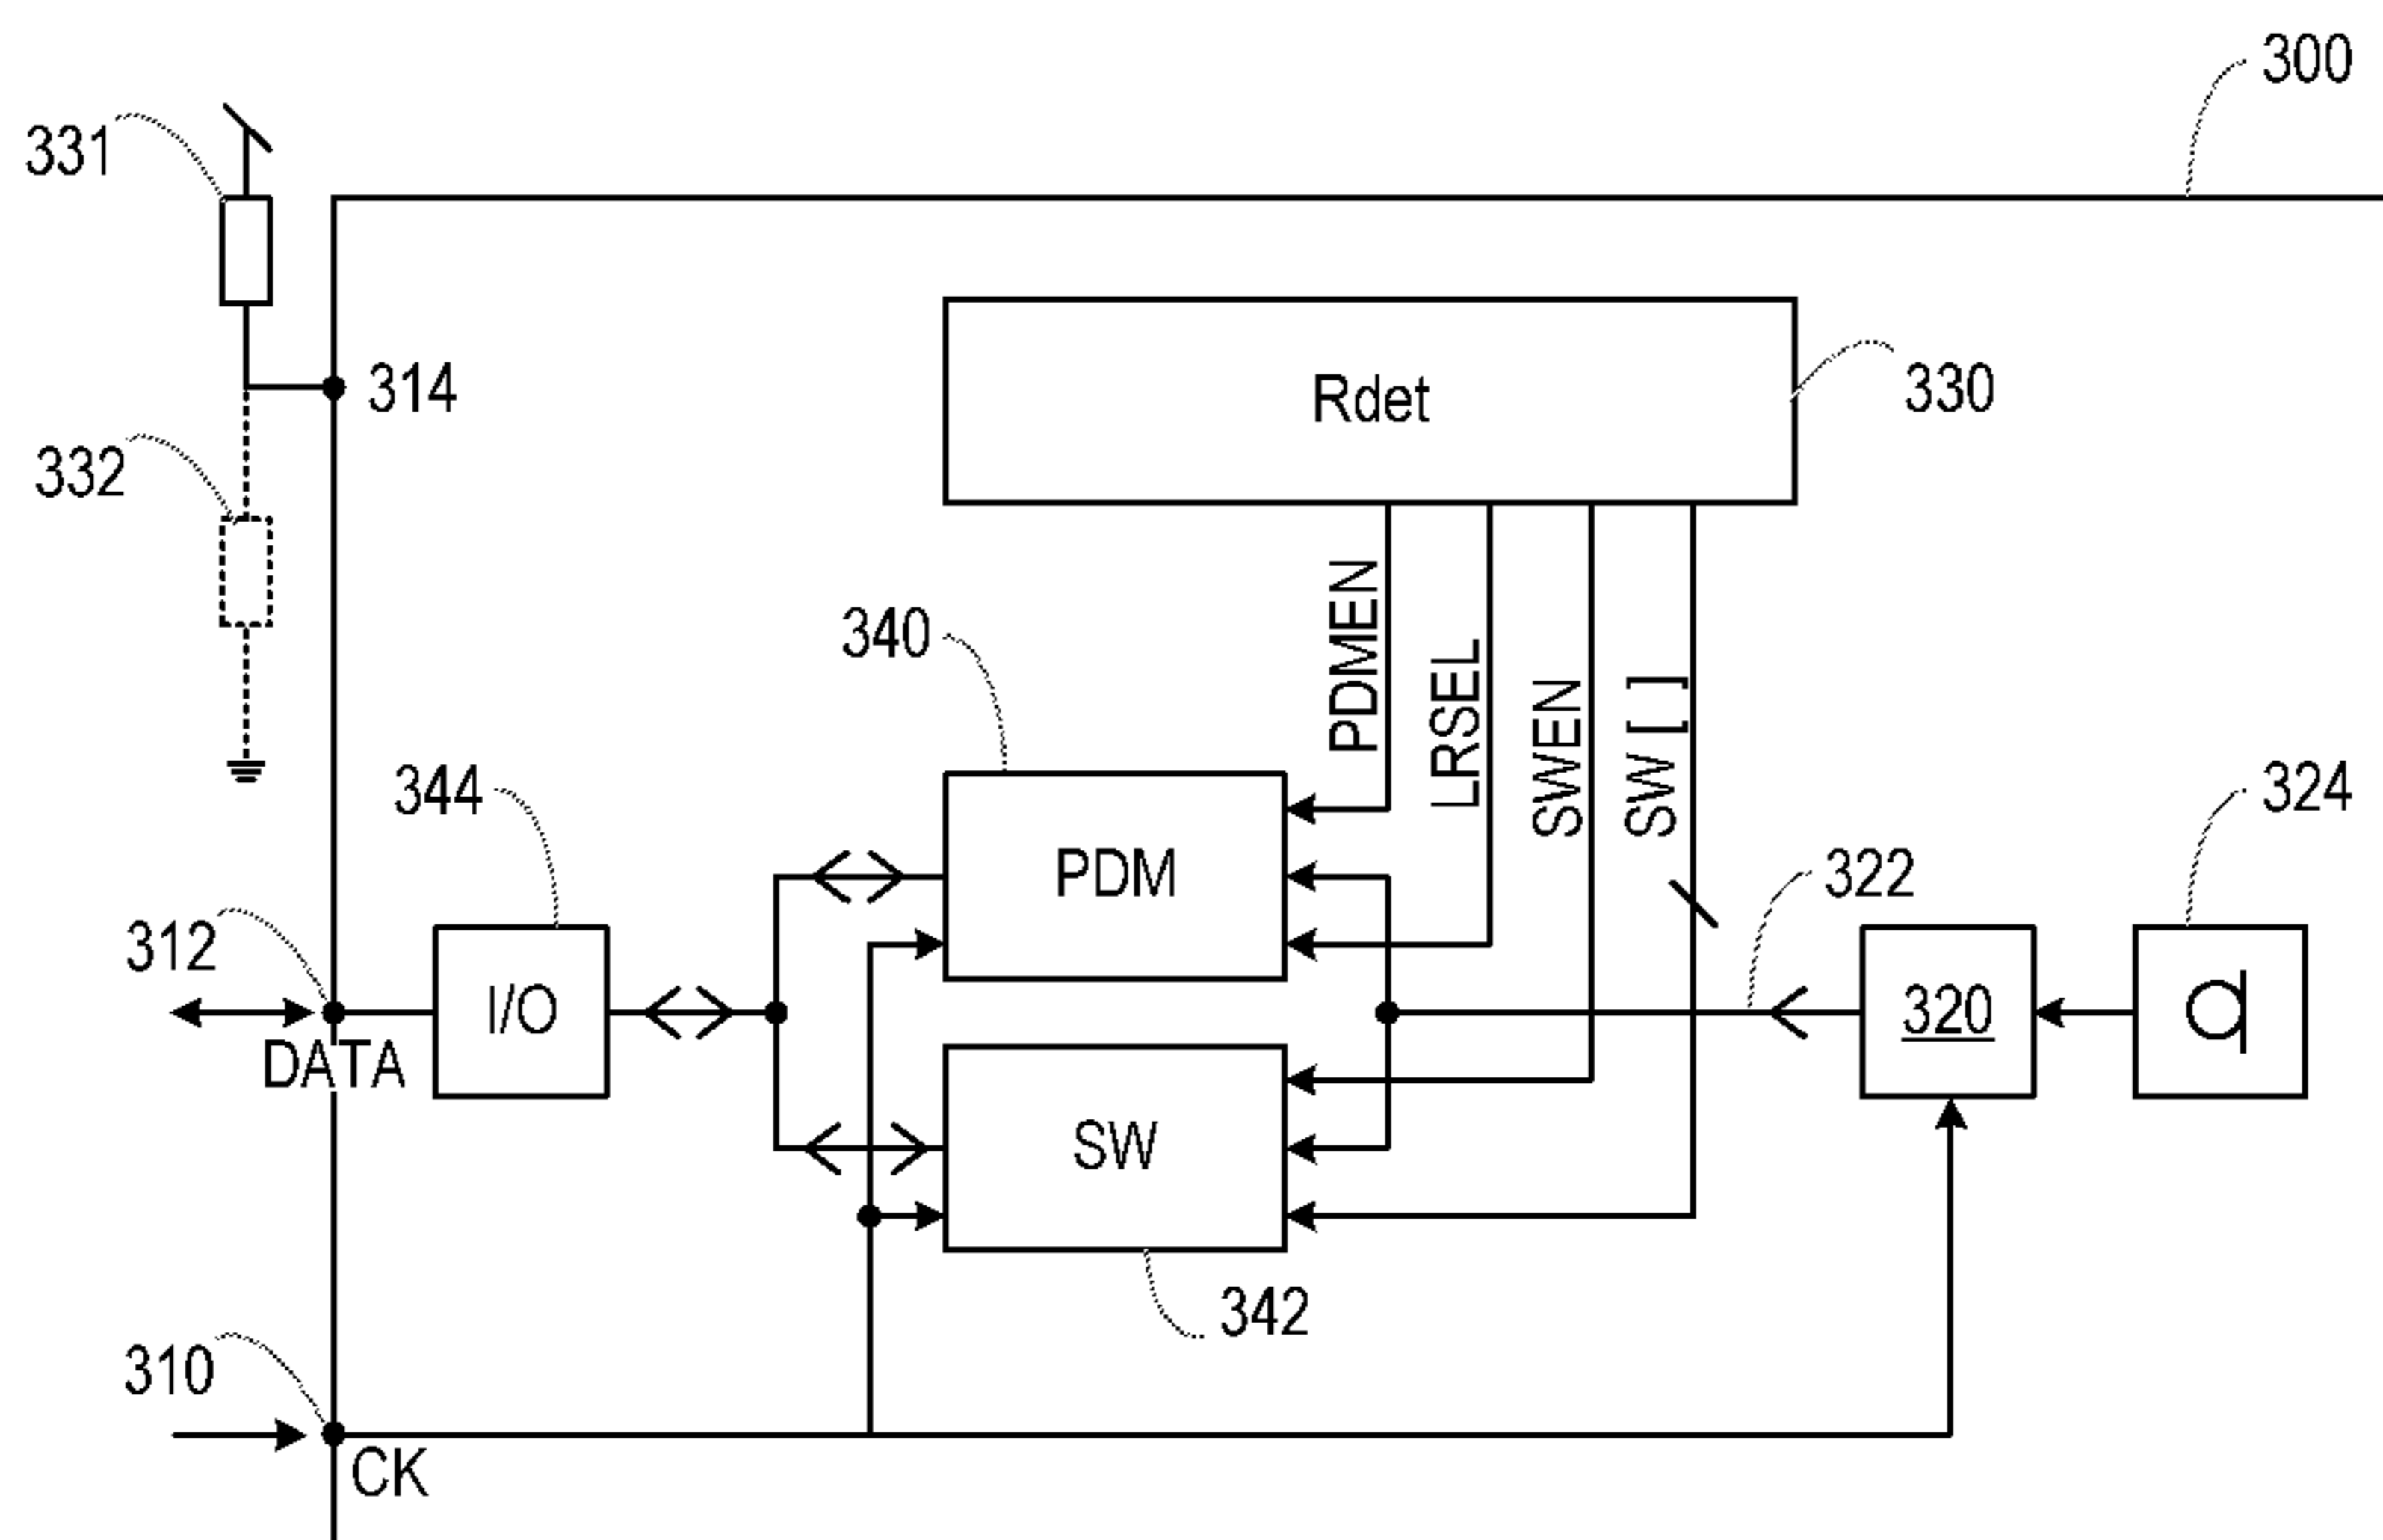 300
331
314
Rdet
330
332
PDMEN
LRSEL
SWEN
SW [ ]
340
344
324
PDM
322
312
I/O
320
DATA
SW
342
310
CK